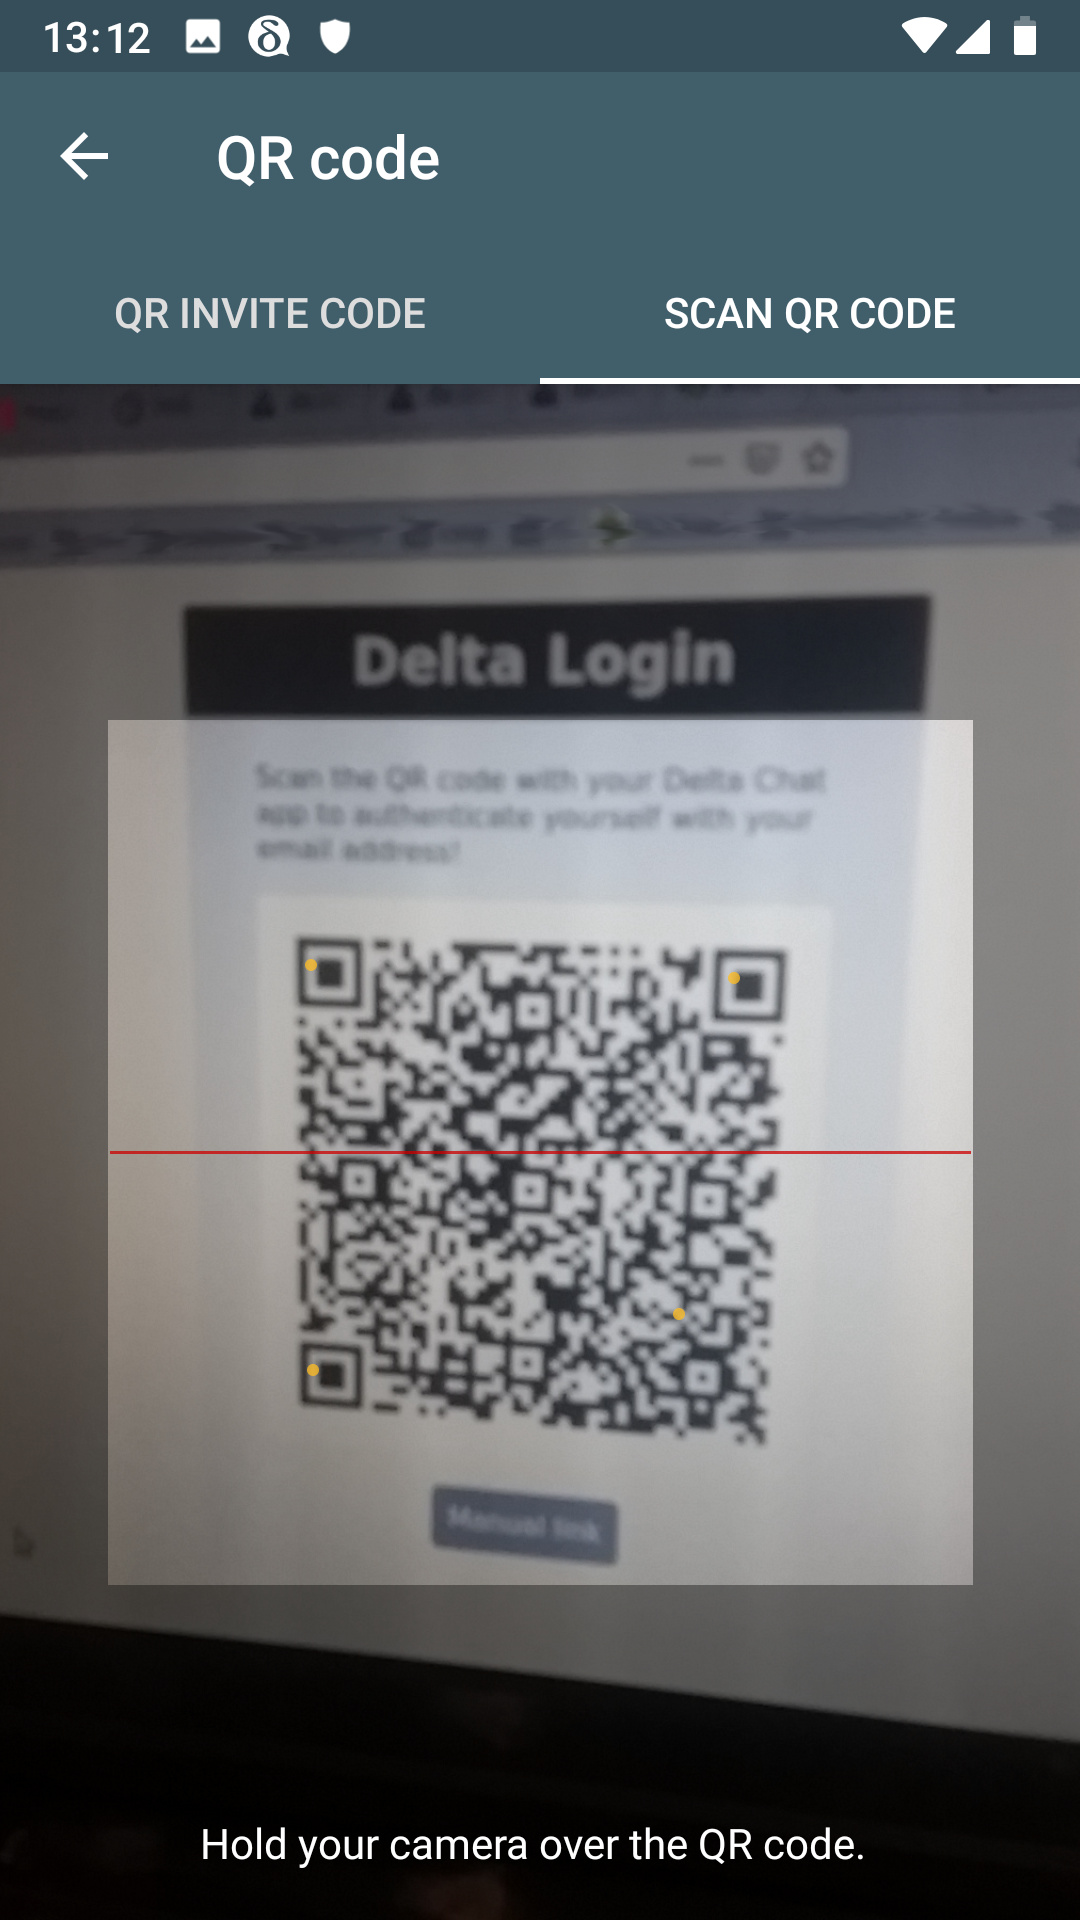 13:12
QR code
QR INVITE CODE
SCAN QR CODE
Delta Login
Scan the QR code with your Delta Chat
app to authenticate yourself with your
email address!
Manual link
Hold your camera over the QR code.